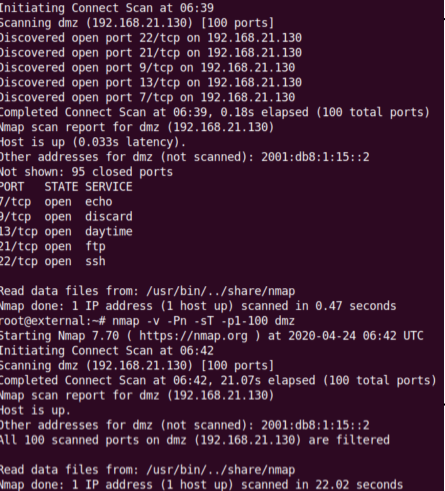 Initiating Connect Scan at 06:39
Scanning dmz (192.168.21.130) [100 ports]
Discovered open port 22/tcp on 192.168.21.130
Discovered open port 21/tcp on 192.168.21.130
Discovered open port 9/tcp on 192.168.21.130
Discovered open port 13/tcp on 192.168.21.130
Discovered open port 7/tcp on 192.168.21.130
Completed Connect Scan at 06:39, 0.18s elapsed (100 total ports)
Nmap scan report for dmz (192.168.21.130)
Host is up (0.033s latency).
Other addresses for dmz (not scanned): 2001:db8:1:15::2
Not shown: 95 closed ports
PORT   STATE SERVICE
7/tcp  open  echo
9/tcp  open  discard
13/tcp open  daytime
21/tcp open  ftp
22/tcp open  ssh
Read data files from: /usr/bin/../share/nmap
Nmap done: 1 IP address (1 host up) scanned in 0.47 seconds
root@external:~# nmap -v -Pn -sT -p1-100 dmz
Starting Nmap 7.70 ( https://nmap.org ) at 2020-04-24 06:42 UTC
Initiating Connect Scan at 06:42
Scanning dmz (192.168.21.130) [100 ports]
Completed Connect Scan at 06:42, 21.07s elapsed (100 total ports)
Nmap scan report for dmz (192.168.21.130)
Host is up.
Other addresses for dmz (not scanned): 2001:db8:1:15::2
All 100 scanned ports on dmz (192.168.21.130) are filtered
Read data files from: /usr/bin/../share/nmap
Nmap done: 1 IP address (1 host up) scanned in 22.02 seconds